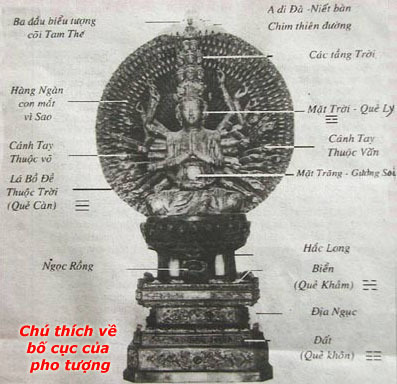 Ba đầu biểu tượng
cõi Tam Thế
A di Đà - Niết bàn
Chim thiên đường
Các tầng Trời
Hàng Ngàn
con mắt
vì Sao
Mặt Trời - Quẻ Ly
☲
Cánh Tay
Thuộc võ
Cánh Tay
Thuộc Văn
Lá Bồ Đề
Thuộc Trời
(Quẻ Càn) ☰
Mặt Trăng - Gương Soi
Hắc Long
Ngọc Rồng
Biển
(Quẻ Khảm) ☵
Địa Ngục
Đất
(Quẻ khôn) ☷
Chú thích về
bố cục của
pho tượng